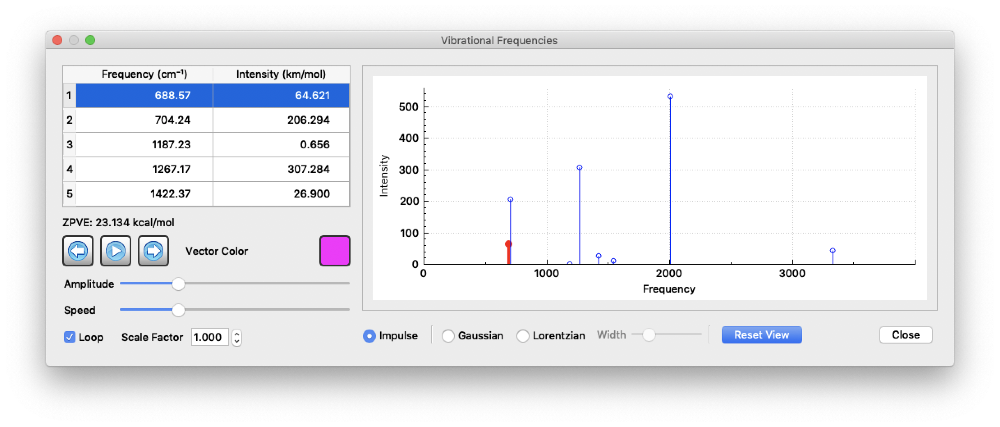 Vibrational Frequencies
Frequency (cm⁻¹) Intensity (km/mol)
1 688.57 64.621
2 704.24 206.294
3 1187.23 0.656
4 1267.17 307.284
5 1422.37 26.900
ZPVE: 23.134 kcal/mol
Vector Color
Amplitude
Speed
Loop Scale Factor 1.000
500
400
300
200
100
0
Intensity
0 1000 2000 3000
Frequency
Impulse Gaussian Lorentzian Width Reset View Close